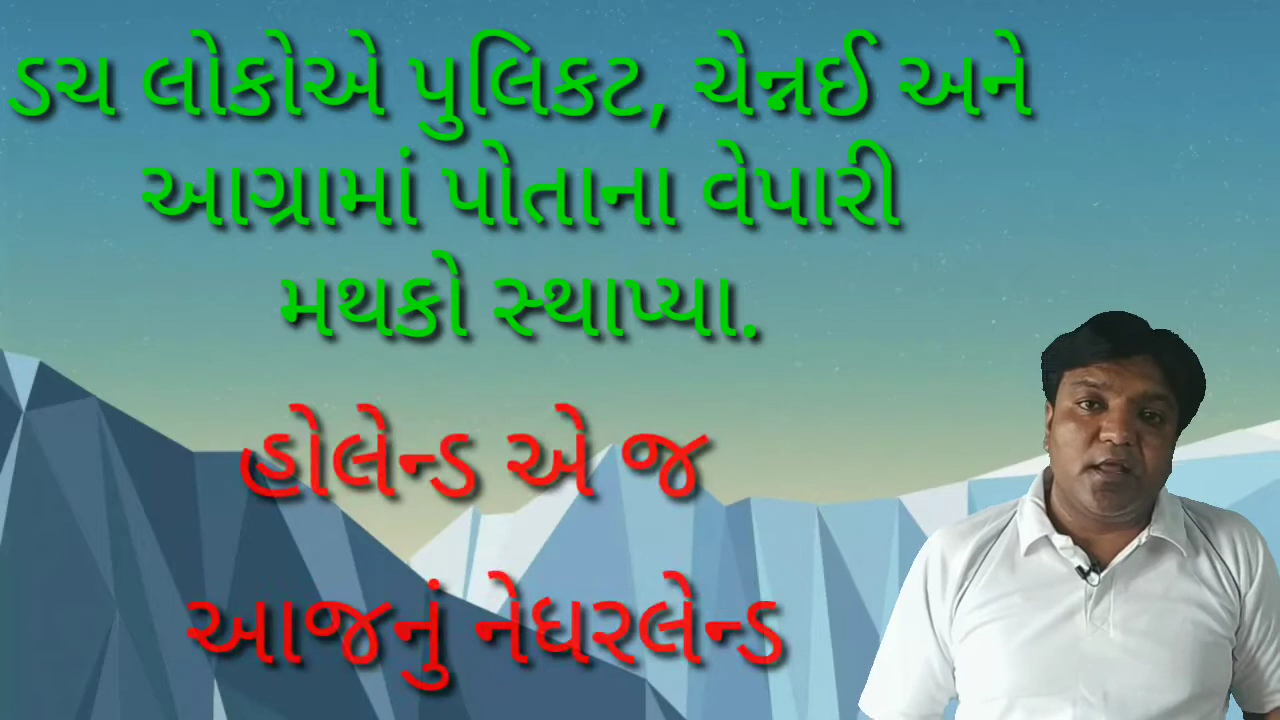 ડચ લોકોએ પુલિકટ, ચેન્નઈ અને
આગ્રામાં પોતાના વેપારી
મથકો સ્થાપ્યા.
હોલેન્ડ એ જ
આજનું નેધરલેન્ડ